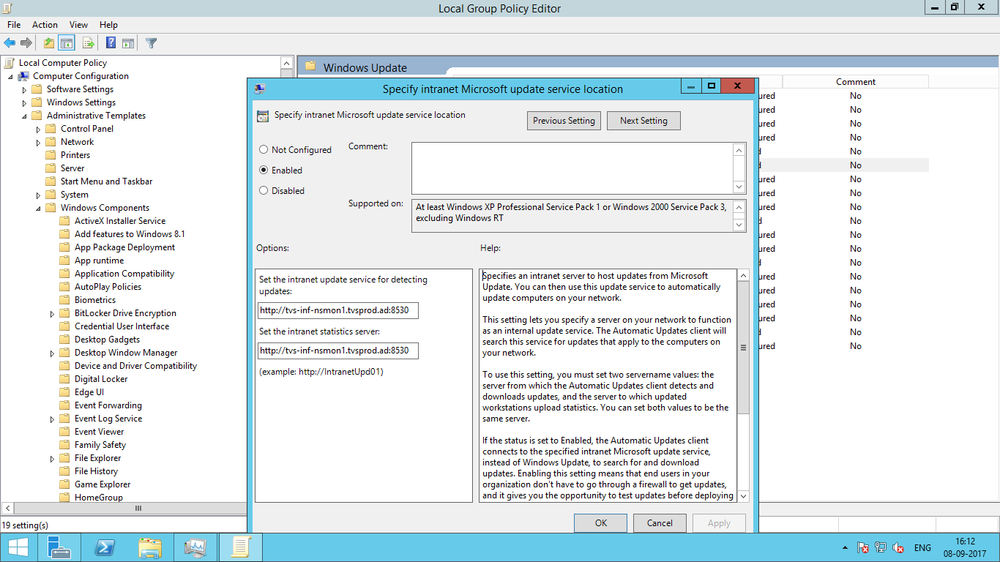 Local Group Policy Editor
File Action View Help
Local Computer Policy
Computer Configuration
Software Settings
Windows Settings
Administrative Templates
Control Panel
Network
Printers
Server
Start Menu and Taskbar
System
Windows Components
ActiveX Installer Service
Add features to Windows 8.1
App Package Deployment
App runtime
Application Compatibility
AutoPlay Policies
Biometrics
BitLocker Drive Encryption
Credential User Interface
Desktop Gadgets
Desktop Window Manager
Device and Driver Compatibility
Digital Locker
Edge UI
Event Forwarding
Event Log Service
Event Viewer
Family Safety
File Explorer
File History
Game Explorer
HomeGroup
19 setting(s)
Windows Update
Comment
ured No
ured No
ured No
ured No
d No
d No
ured No
ured No
ured No
d No
ured No
ured No
d No
ured No
ured No
ured No
ured No
d No
ured No
Specify intranet Microsoft update service location
Specify intranet Microsoft update service location
Previous Setting
Next Setting
Not Configured
Enabled
Disabled
Comment:
Supported on:
At least Windows XP Professional Service Pack 1 or Windows 2000 Service Pack 3,
excluding Windows RT
Options:
Set the intranet update service for detecting
updates:
http://tvs-inf-nsmon1.tvsprod.ad:8530
Set the intranet statistics server:
http://tvs-inf-nsmon1.tvsprod.ad:8530
(example: http://IntranetUpd01)
Help:
Specifies an intranet server to host updates from Microsoft
Update. You can then use this update service to automatically
update computers on your network.
This setting lets you specify a server on your network to function
as an internal update service. The Automatic Updates client will
search this service for updates that apply to the computers on
your network.
To use this setting, you must set two servername values: the
server from which the Automatic Updates client detects and
downloads updates, and the server to which updated
workstations upload statistics. You can set both values to be the
same server.
If the status is set to Enabled, the Automatic Updates client
connects to the specified intranet Microsoft update service,
instead of Windows Update, to search for and download
updates. Enabling this setting means that end users in your
organization don't have to go through a firewall to get updates,
and it gives you the opportunity to test updates before deploying
OK
Cancel
Apply
ENG
16:12
08-09-2017